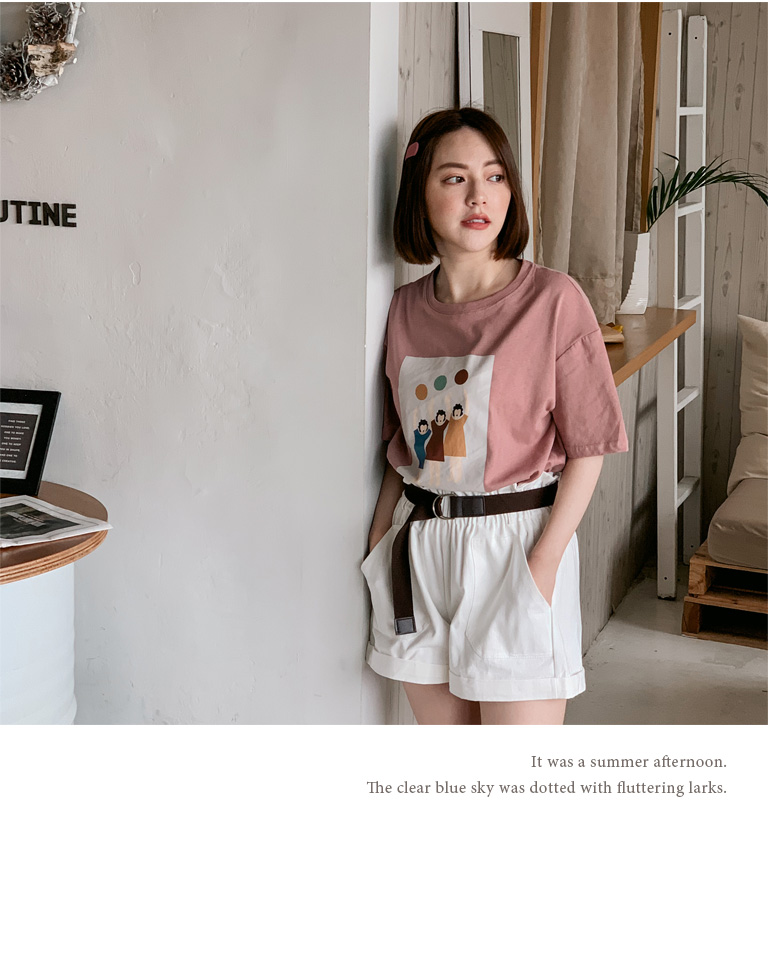 UTINE
It was a summer afternoon.
The clear blue sky was dotted with fluttering larks.